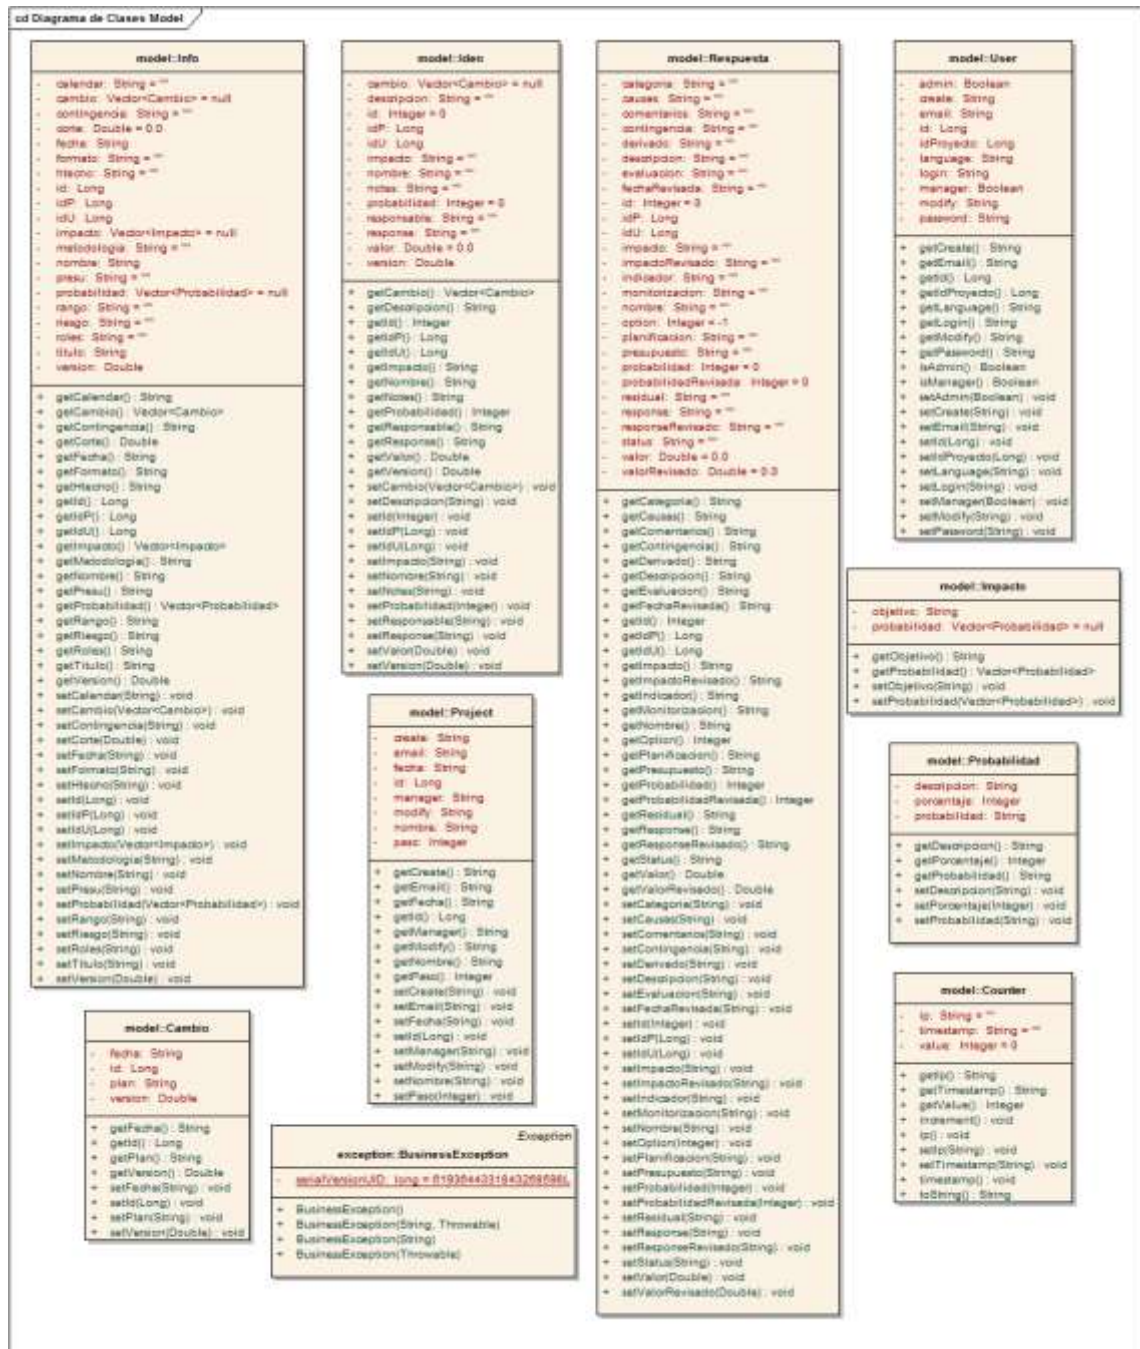 cd Diagrama de Clases Model
model::Info
- calendar: String = ""
- cambio: Vector<Cambio> = null
- contingencia: String = ""
- corte: Double = 0.0
- fecha: String
- formato: String = ""
- htecno: String = ""
- id: Long
- idP: Long
- idU: Long
- impacto: Vector<Impacto> = null
- metodologia: String = ""
- nombre: String
- presu: String = ""
- probabilidad: Vector<Probabilidad> = null
- rango: String = ""
- riesgo: String = ""
- roles: String = ""
- titulo: String
- version: Double
+ getCalendar() : String
+ getCambio() : Vector<Cambio>
+ getContingencia() : String
+ getCorte() : Double
+ getFecha() : String
+ getFormato() : String
+ getHtecno() : String
+ getId() : Long
+ getIdP() : Long
+ getIdU() : Long
+ getImpacto() : Vector<Impacto>
+ getMetodologia() : String
+ getNombre() : String
+ getPresu() : String
+ getProbabilidad() : Vector<Probabilidad>
+ getRango() : String
+ getRiesgo() : String
+ getRoles() : String
+ getTitulo() : String
+ getVersion() : Double
+ setCalendar(String) : void
+ setCambio(Vector<Cambio>) : void
+ setContingencia(String) : void
+ setCorte(Double) : void
+ setFecha(String) : void
+ setFormato(String) : void
+ setHtecno(String) : void
+ setId(Long) : void
+ setIdP(Long) : void
+ setIdU(Long) : void
+ setImpacto(Vector<Impacto>) : void
+ setMetodologia(String) : void
+ setNombre(String) : void
+ setPresu(String) : void
+ setProbabilidad(Vector<Probabilidad>) : void
+ setRango(String) : void
+ setRiesgo(String) : void
+ setRoles(String) : void
+ setTitulo(String) : void
+ setVersion(Double) : void
model::Iden
- cambio: Vector<Cambio> = null
- descripcion: String = ""
- id: Integer = 0
- idP: Long
- idU: Long
- impacto: String = ""
- nombre: String = ""
- notas: String = ""
- probabilidad: Integer = 0
- responsable: String = ""
- response: String = ""
- valor: Double = 0.0
- version: Double
+ getCambio() : Vector<Cambio>
+ getDescripcion() : String
+ getId() : Integer
+ getIdP() : Long
+ getIdU() : Long
+ getImpacto() : String
+ getNombre() : String
+ getNotas() : String
+ getProbabilidad() : Integer
+ getResponsable() : String
+ getResponse() : String
+ getValor() : Double
+ getVersion() : Double
+ setCambio(Vector<Cambio>) : void
+ setDescripcion(String) : void
+ setId(Integer) : void
+ setIdP(Long) : void
+ setIdU(Long) : void
+ setImpacto(String) : void
+ setNombre(String) : void
+ setNotas(String) : void
+ setProbabilidad(Integer) : void
+ setResponsable(String) : void
+ setResponse(String) : void
+ setValor(Double) : void
+ setVersion(Double) : void
model::Respuesta
- categoria: String = ""
- causas: String = ""
- comentarios: String = ""
- contingencia: String = ""
- derivado: String = ""
- descripcion: String = ""
- evaluacion: String = ""
- fechaRevisada: String = ""
- id: Integer = 0
- idP: Long
- idU: Long
- impacto: String = ""
- impactoRevisado: String = ""
- indicador: String = ""
- monitorizacion: String = ""
- nombre: String = ""
- option: Integer = -1
- planificacion: String = ""
- presupuesto: String = ""
- probabilidad: Integer = 0
- probabilidadRevisada: Integer = 0
- residual: String = ""
- response: String = ""
- responseRevisado: String = ""
- status: String = ""
- valor: Double = 0.0
- valorRevisado: Double = 0.0
+ getCategoria() : String
+ getCausas() : String
+ getComentarios() : String
+ getContingencia() : String
+ getDerivado() : String
+ getDescripcion() : String
+ getEvaluacion() : String
+ getFechaRevisada() : String
+ getId() : Integer
+ getIdP() : Long
+ getIdU() : Long
+ getImpacto() : String
+ getImpactoRevisado() : String
+ getIndicador() : String
+ getMonitorizacion() : String
+ getNombre() : String
+ getOption() : Integer
+ getPlanificacion() : String
+ getPresupuesto() : String
+ getProbabilidad() : Integer
+ getProbabilidadRevisada() : Integer
+ getResidual() : String
+ getResponse() : String
+ getResponseRevisado() : String
+ getStatus() : String
+ getValor() : Double
+ getValorRevisado() : Double
+ setCategoria(String) : void
+ setCausas(String) : void
+ setComentarios(String) : void
+ setContingencia(String) : void
+ setDerivado(String) : void
+ setDescripcion(String) : void
+ setEvaluacion(String) : void
+ setFechaRevisada(String) : void
+ setId(Integer) : void
+ setIdP(Long) : void
+ setIdU(Long) : void
+ setImpacto(String) : void
+ setImpactoRevisado(String) : void
+ setIndicador(String) : void
+ setMonitorizacion(String) : void
+ setNombre(String) : void
+ setOption(Integer) : void
+ setPlanificacion(String) : void
+ setPresupuesto(String) : void
+ setProbabilidad(Integer) : void
+ setProbabilidadRevisada(Integer) : void
+ setResidual(String) : void
+ setResponse(String) : void
+ setResponseRevisado(String) : void
+ setStatus(String) : void
+ setValor(Double) : void
+ setValorRevisado(Double) : void
model::User
- admin: Boolean
- create: String
- email: String
- id: Long
- idProyecto: Long
- language: String
- login: String
- manager: Boolean
- modify: String
- password: String
+ getCreate() : String
+ getEmail() : String
+ getId() : Long
+ getIdProyecto() : Long
+ getLanguage() : String
+ getLogin() : String
+ getModify() : String
+ getPassword() : String
+ isAdmin() : Boolean
+ isManager() : Boolean
+ setAdmin(Boolean) : void
+ setCreate(String) : void
+ setEmail(String) : void
+ setId(Long) : void
+ setIdProyecto(Long) : void
+ setLanguage(String) : void
+ setLogin(String) : void
+ setManager(Boolean) : void
+ setModify(String) : void
+ setPassword(String) : void
model::Impacto
- objetivo: String
- probabilidad: Vector<Probabilidad> = null
+ getObjetivo() : String
+ getProbabilidad() : Vector<Probabilidad>
+ setObjetivo(String) : void
+ setProbabilidad(Vector<Probabilidad>) : void
model::Project
- create: String
- email: String
- fecha: String
- id: Long
- manager: String
- modify: String
- nombre: String
- paso: Integer
+ getCreate() : String
+ getEmail() : String
+ getFecha() : String
+ getId() : Long
+ getManager() : String
+ getModify() : String
+ getNombre() : String
+ getPaso() : Integer
+ setCreate(String) : void
+ setEmail(String) : void
+ setFecha(String) : void
+ setId(Long) : void
+ setManager(String) : void
+ setModify(String) : void
+ setNombre(String) : void
+ setPaso(Integer) : void
model::Probabilidad
- descripcion: String
- porcentaje: Integer
- probabilidad: String
+ getDescripcion() : String
+ getPorcentaje() : Integer
+ getProbabilidad() : String
+ setDescripcion(String) : void
+ setPorcentaje(Integer) : void
+ setProbabilidad(String) : void
model::Counter
- ip: String = ""
- timestamp: String = ""
- value: Integer = 0
+ getIp() : String
+ getTimestamp() : String
+ getValue() : Integer
+ increment() : void
+ ip() : void
+ setIp(String) : void
+ setTimestamp(String) : void
+ timestamp() : void
+ toString() : String
model::Cambio
- fecha: String
- id: Long
- plan: String
- version: Double
+ getFecha() : String
+ getId() : Long
+ getPlan() : String
+ getVersion() : Double
+ setFecha(String) : void
+ setId(Long) : void
+ setPlan(String) : void
+ setVersion(Double) : void
Exception
exception::BusinessException
- serialVersionUID: long =
+ BusinessException()
+ BusinessException(String, Throwable)
+ BusinessException(String)
+ BusinessException(Throwable)